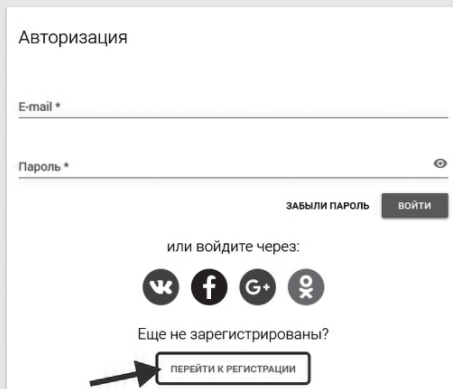 Авторизация
E-mail *
Пароль *
ЗАБЫЛИ ПАРОЛЬ ВОЙТИ
или войдите через:
G+
Еще не зарегистрированы?
ПЕРЕЙТИ К РЕГИСТРАЦИИ